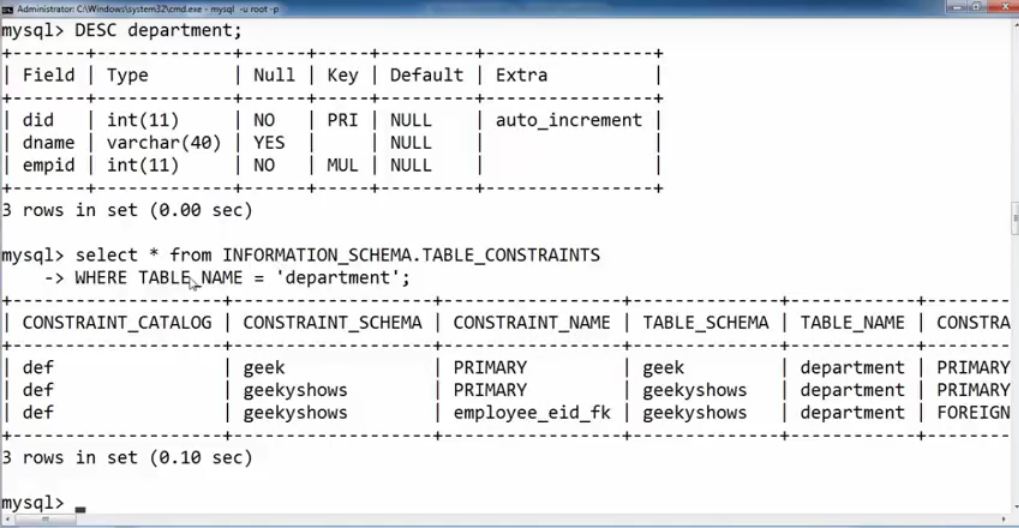 Administrator: C:\Windows\system32\cmd.exe - mysql -u root -p
mysql> DESC department;
+--------+-------------+------+-----+---------+----------------+
| Field | Type | Null | Key | Default | Extra |
+--------+-------------+------+-----+---------+----------------+
| did | int(11) | NO | PRI | NULL | auto_increment |
| dname | varchar(40) | YES | | NULL | |
| empid | int(11) | NO | MUL | NULL | |
+--------+-------------+------+-----+---------+----------------+
3 rows in set (0.00 sec)
mysql> select * from INFORMATION_SCHEMA.TABLE_CONSTRAINTS
-> WHERE TABLE_NAME = 'department';
+--------------------+-------------------+-----------------+--------------+------------+--------
| CONSTRAINT_CATALOG | CONSTRAINT_SCHEMA | CONSTRAINT_NAME | TABLE_SCHEMA | TABLE_NAME | CONSTRA
+--------------------+-------------------+-----------------+--------------+------------+--------
| def | geek | PRIMARY | geek | department | PRIMARY
| def | geekyshows | PRIMARY | geekyshows | department | PRIMARY
| def | geekyshows | employee_eid_fk | geekyshows | department | FOREIGN
+--------------------+-------------------+-----------------+--------------+------------+--------
3 rows in set (0.10 sec)
mysql> _